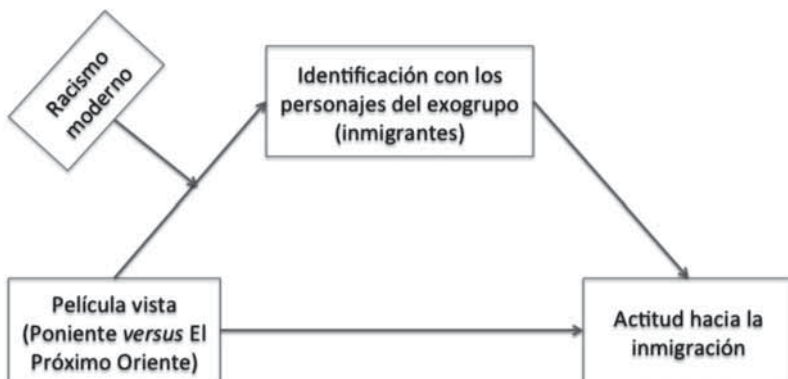 Racismo
moderno
Identificación con los
personajes del exogrupo
(inmigrantes)
Película vista
(Poniente versus El
Próximo Oriente)
Actitud hacia la
inmigración